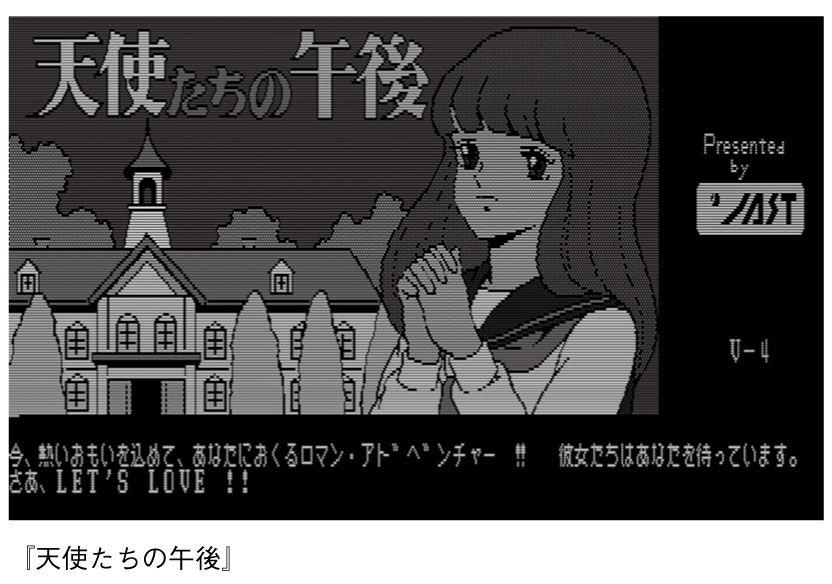 天使たちの午後
Presented
by
JAST
V-4
今、熱いおもいを込めて、あなたにおくるロマン・アドベンチャー !! 彼女たちはあなたを待っています。
さあ、LET'S LOVE !!
『天使たちの午後』